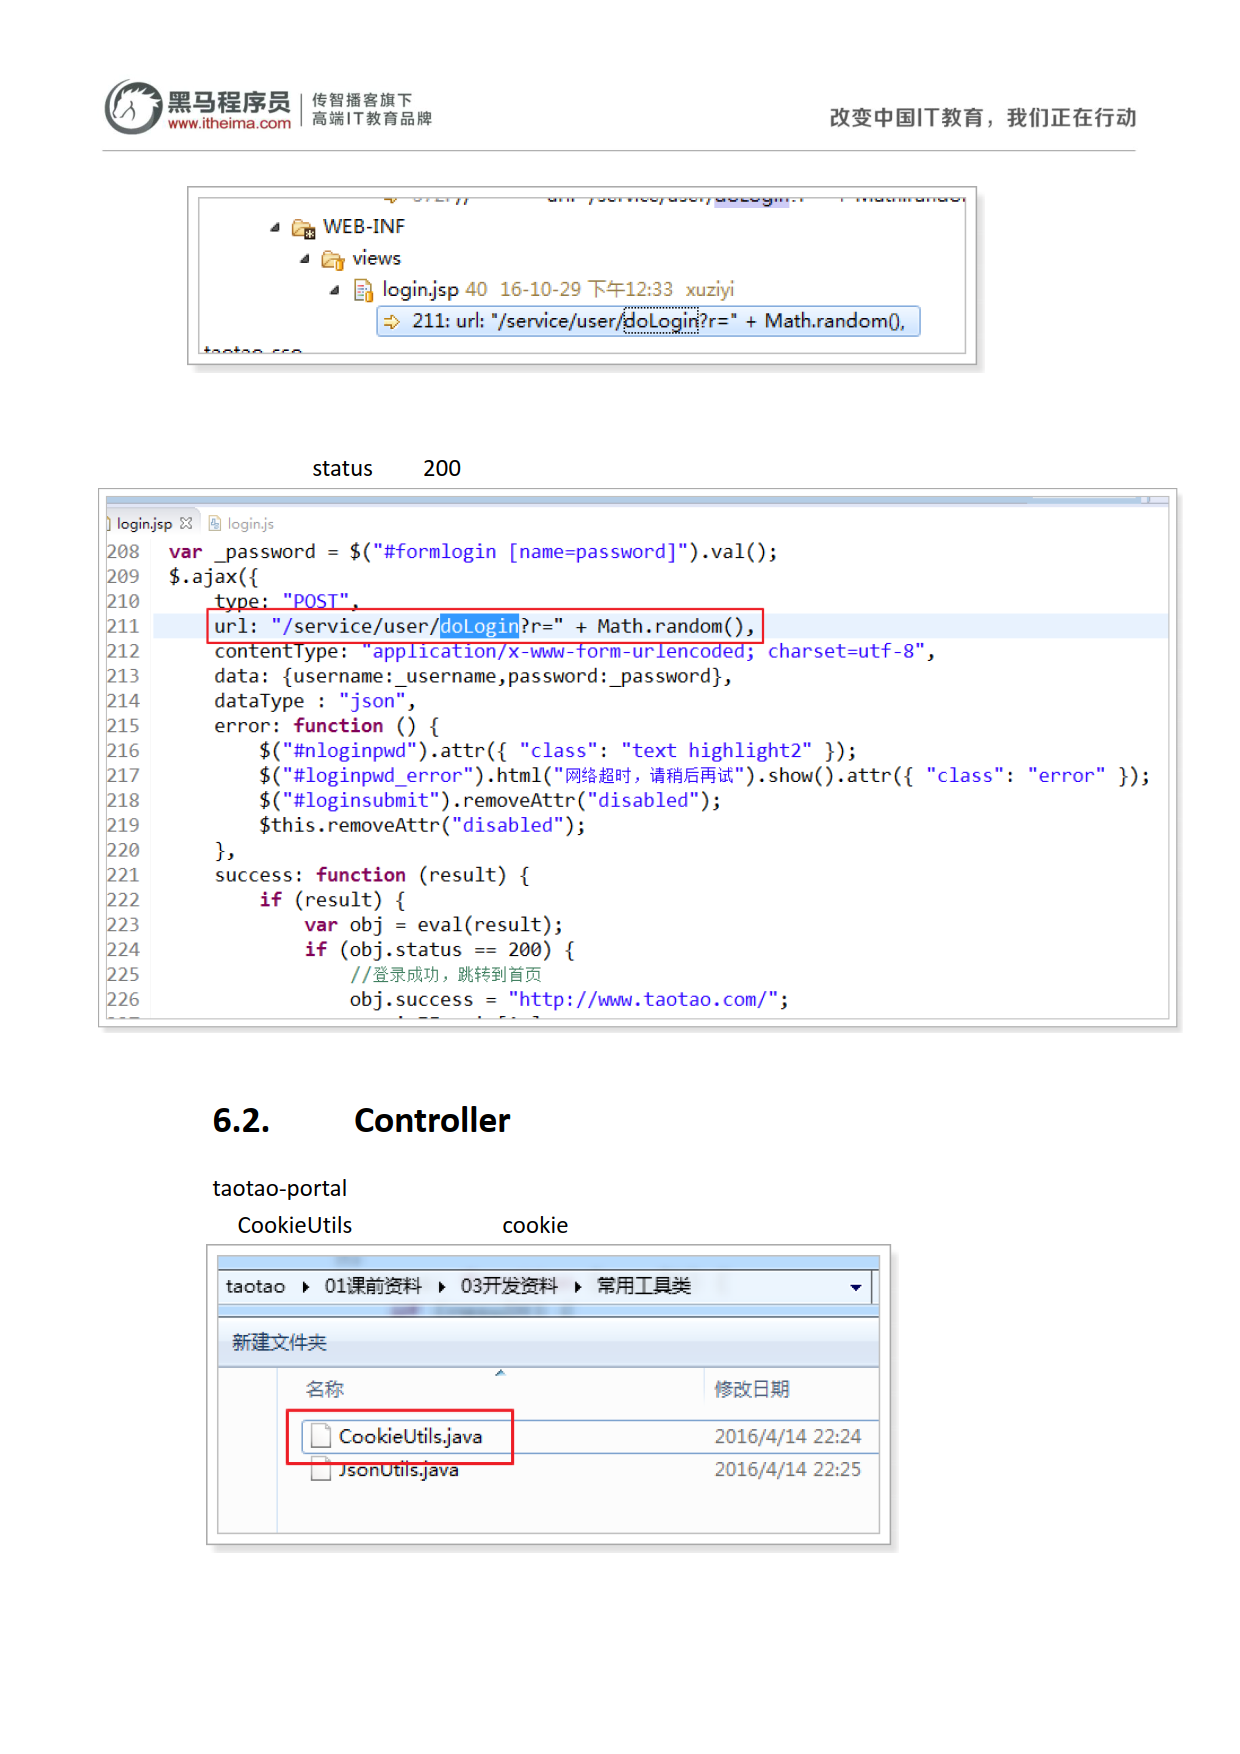 黑马程序员
www.itheima.com
传智播客旗下
高端IT教育品牌
改变中国IT教育，我们正在行动
WEB-INF
views
login.jsp 40 16-10-29 下午12:33 xuziyi
211: url: "/service/user/doLogin?r=" + Math.random(),
status 200
login.jsp login.js
208 var _password = $("#formlogin [name=password]").val();
209 $.ajax({
210 type: "POST",
211 url: "/service/user/doLogin?r=" + Math.random(),
212 contentType: "application/x-www-form-urlencoded; charset=utf-8",
213 data: {username:_username,password:_password},
214 dataType : "json",
215 error: function () {
216 $("#nloginpwd").attr({ "class": "text highlight2" });
217 $("#loginpwd_error").html("网络超时，请稍后再试").show().attr({ "class": "error" });
218 $("#loginsubmit").removeAttr("disabled");
219 $this.removeAttr("disabled");
220 },
221 success: function (result) {
222 if (result) {
223 var obj = eval(result);
224 if (obj.status == 200) {
225 //登录成功，跳转到首页
226 obj.success = "http://www.taotao.com/";
6.2. Controller
taotao-portal
CookieUtils cookie
taotao 01课前资料 03开发资料 常用工具类
新建文件夹
名称 修改日期
CookieUtils.java 2016/4/14 22:24
JsonUtils.java 2016/4/14 22:25